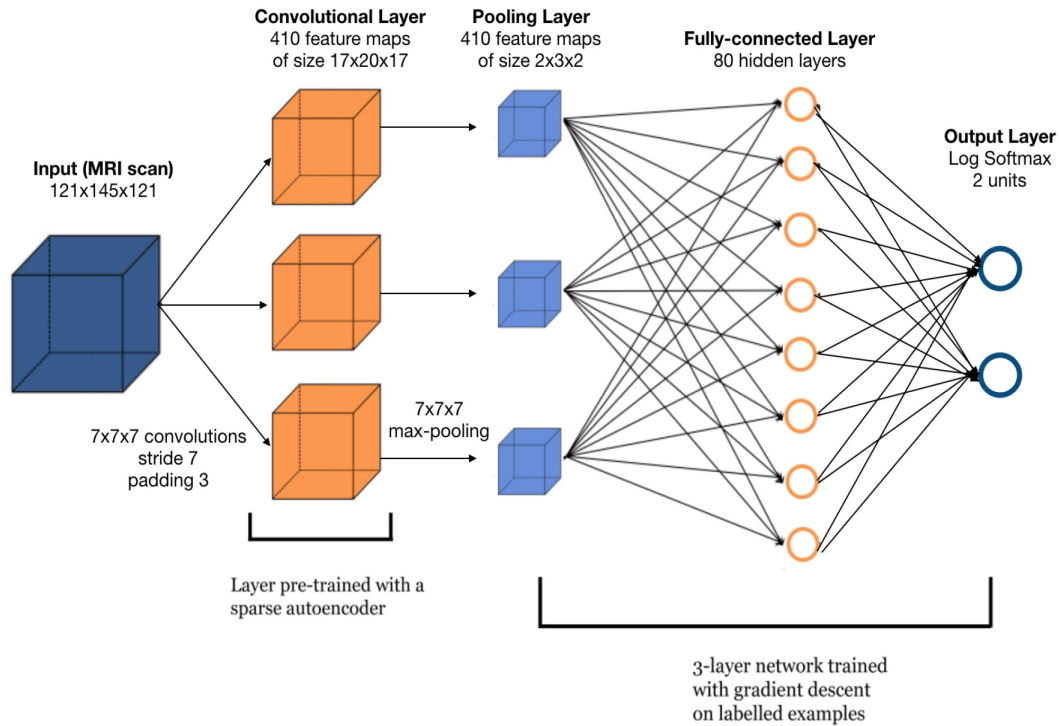 Convolutional Layer
410 feature maps
of size 17x20x17
Pooling Layer
410 feature maps
of size 2x3x2
Fully-connected Layer
80 hidden layers
Output Layer
Log Softmax
2 units
Input (MRI scan)
121x145x121
7x7x7 convolutions
stride 7
padding 3
7x7x7
max-pooling
Layer pre-trained with a
sparse autoencoder
3-layer network trained
with gradient descent
on labelled examples